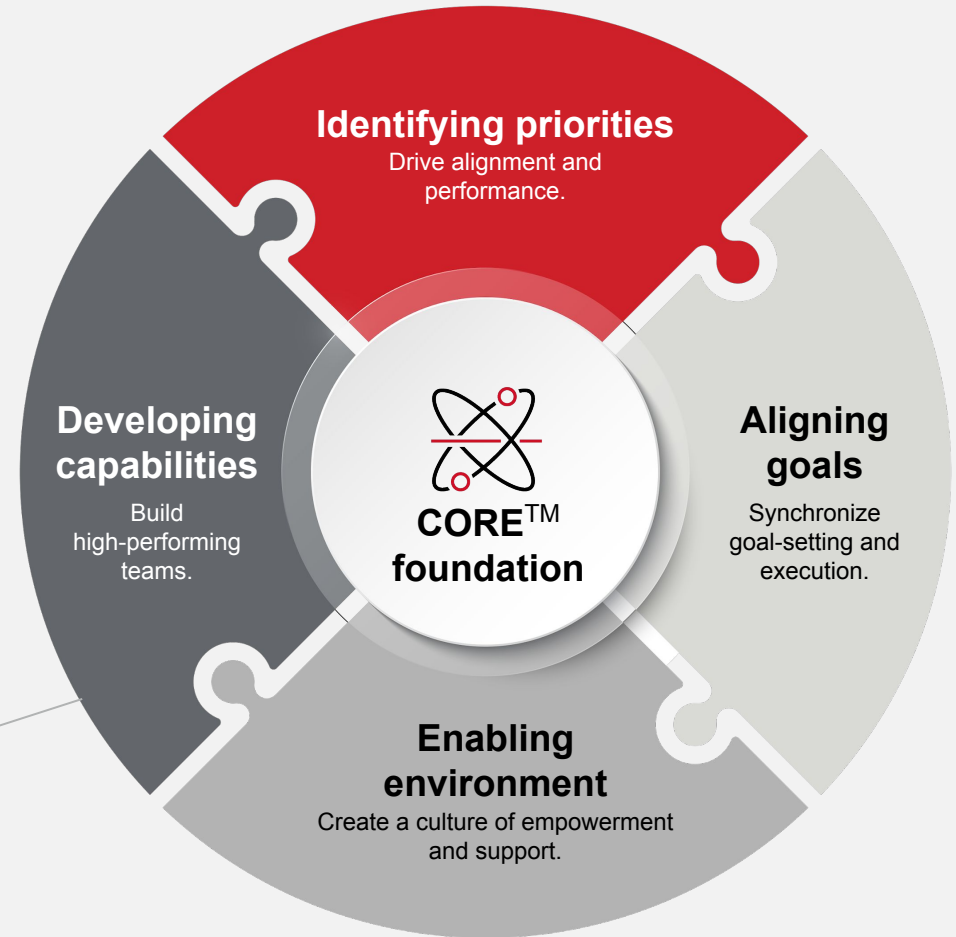 Identifying priorities
Drive alignment and
performance.
Developing
capabilities
Build
high-performing
teams.
CORE™
foundation
Aligning
goals
Synchronize
goal-setting and
execution.
Enabling
environment
Create a culture of empowerment
and support.